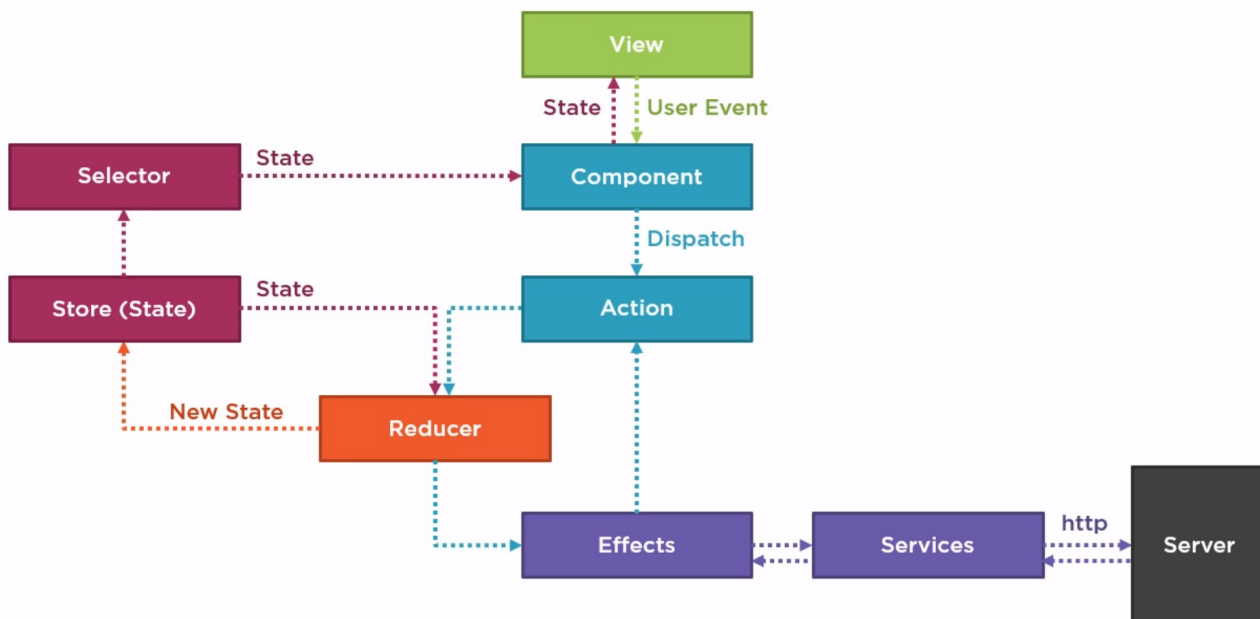 View
State
User Event
Selector
State
Component
Dispatch
Store (State)
State
Action
New State
Reducer
Effects
Services
http
Server